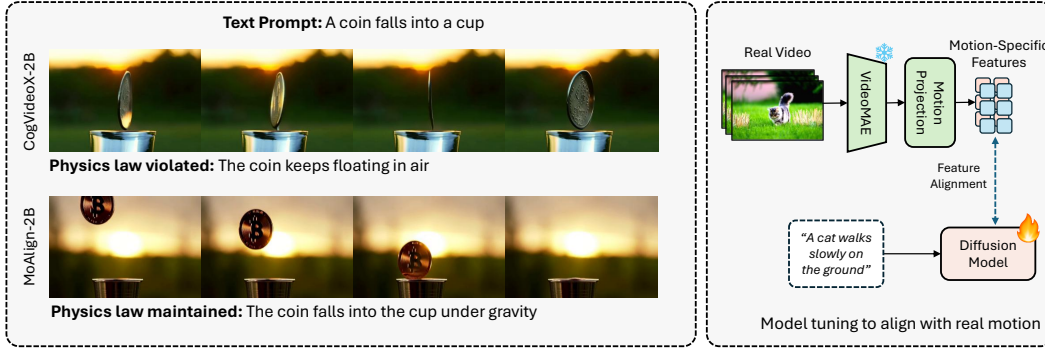 Text Prompt: A coin falls into a cup
CogVideoX-2B
Physics law violated: The coin keeps floating in air
MoAlign-2B
Physics law maintained: The coin falls into the cup under gravity
Real Video
VideoMAE
Motion
Projection
Motion-Specific
Features
Feature
Alignment
“A cat walks
slowly on
the ground”
Diffusion
Model
Model tuning to align with real motion